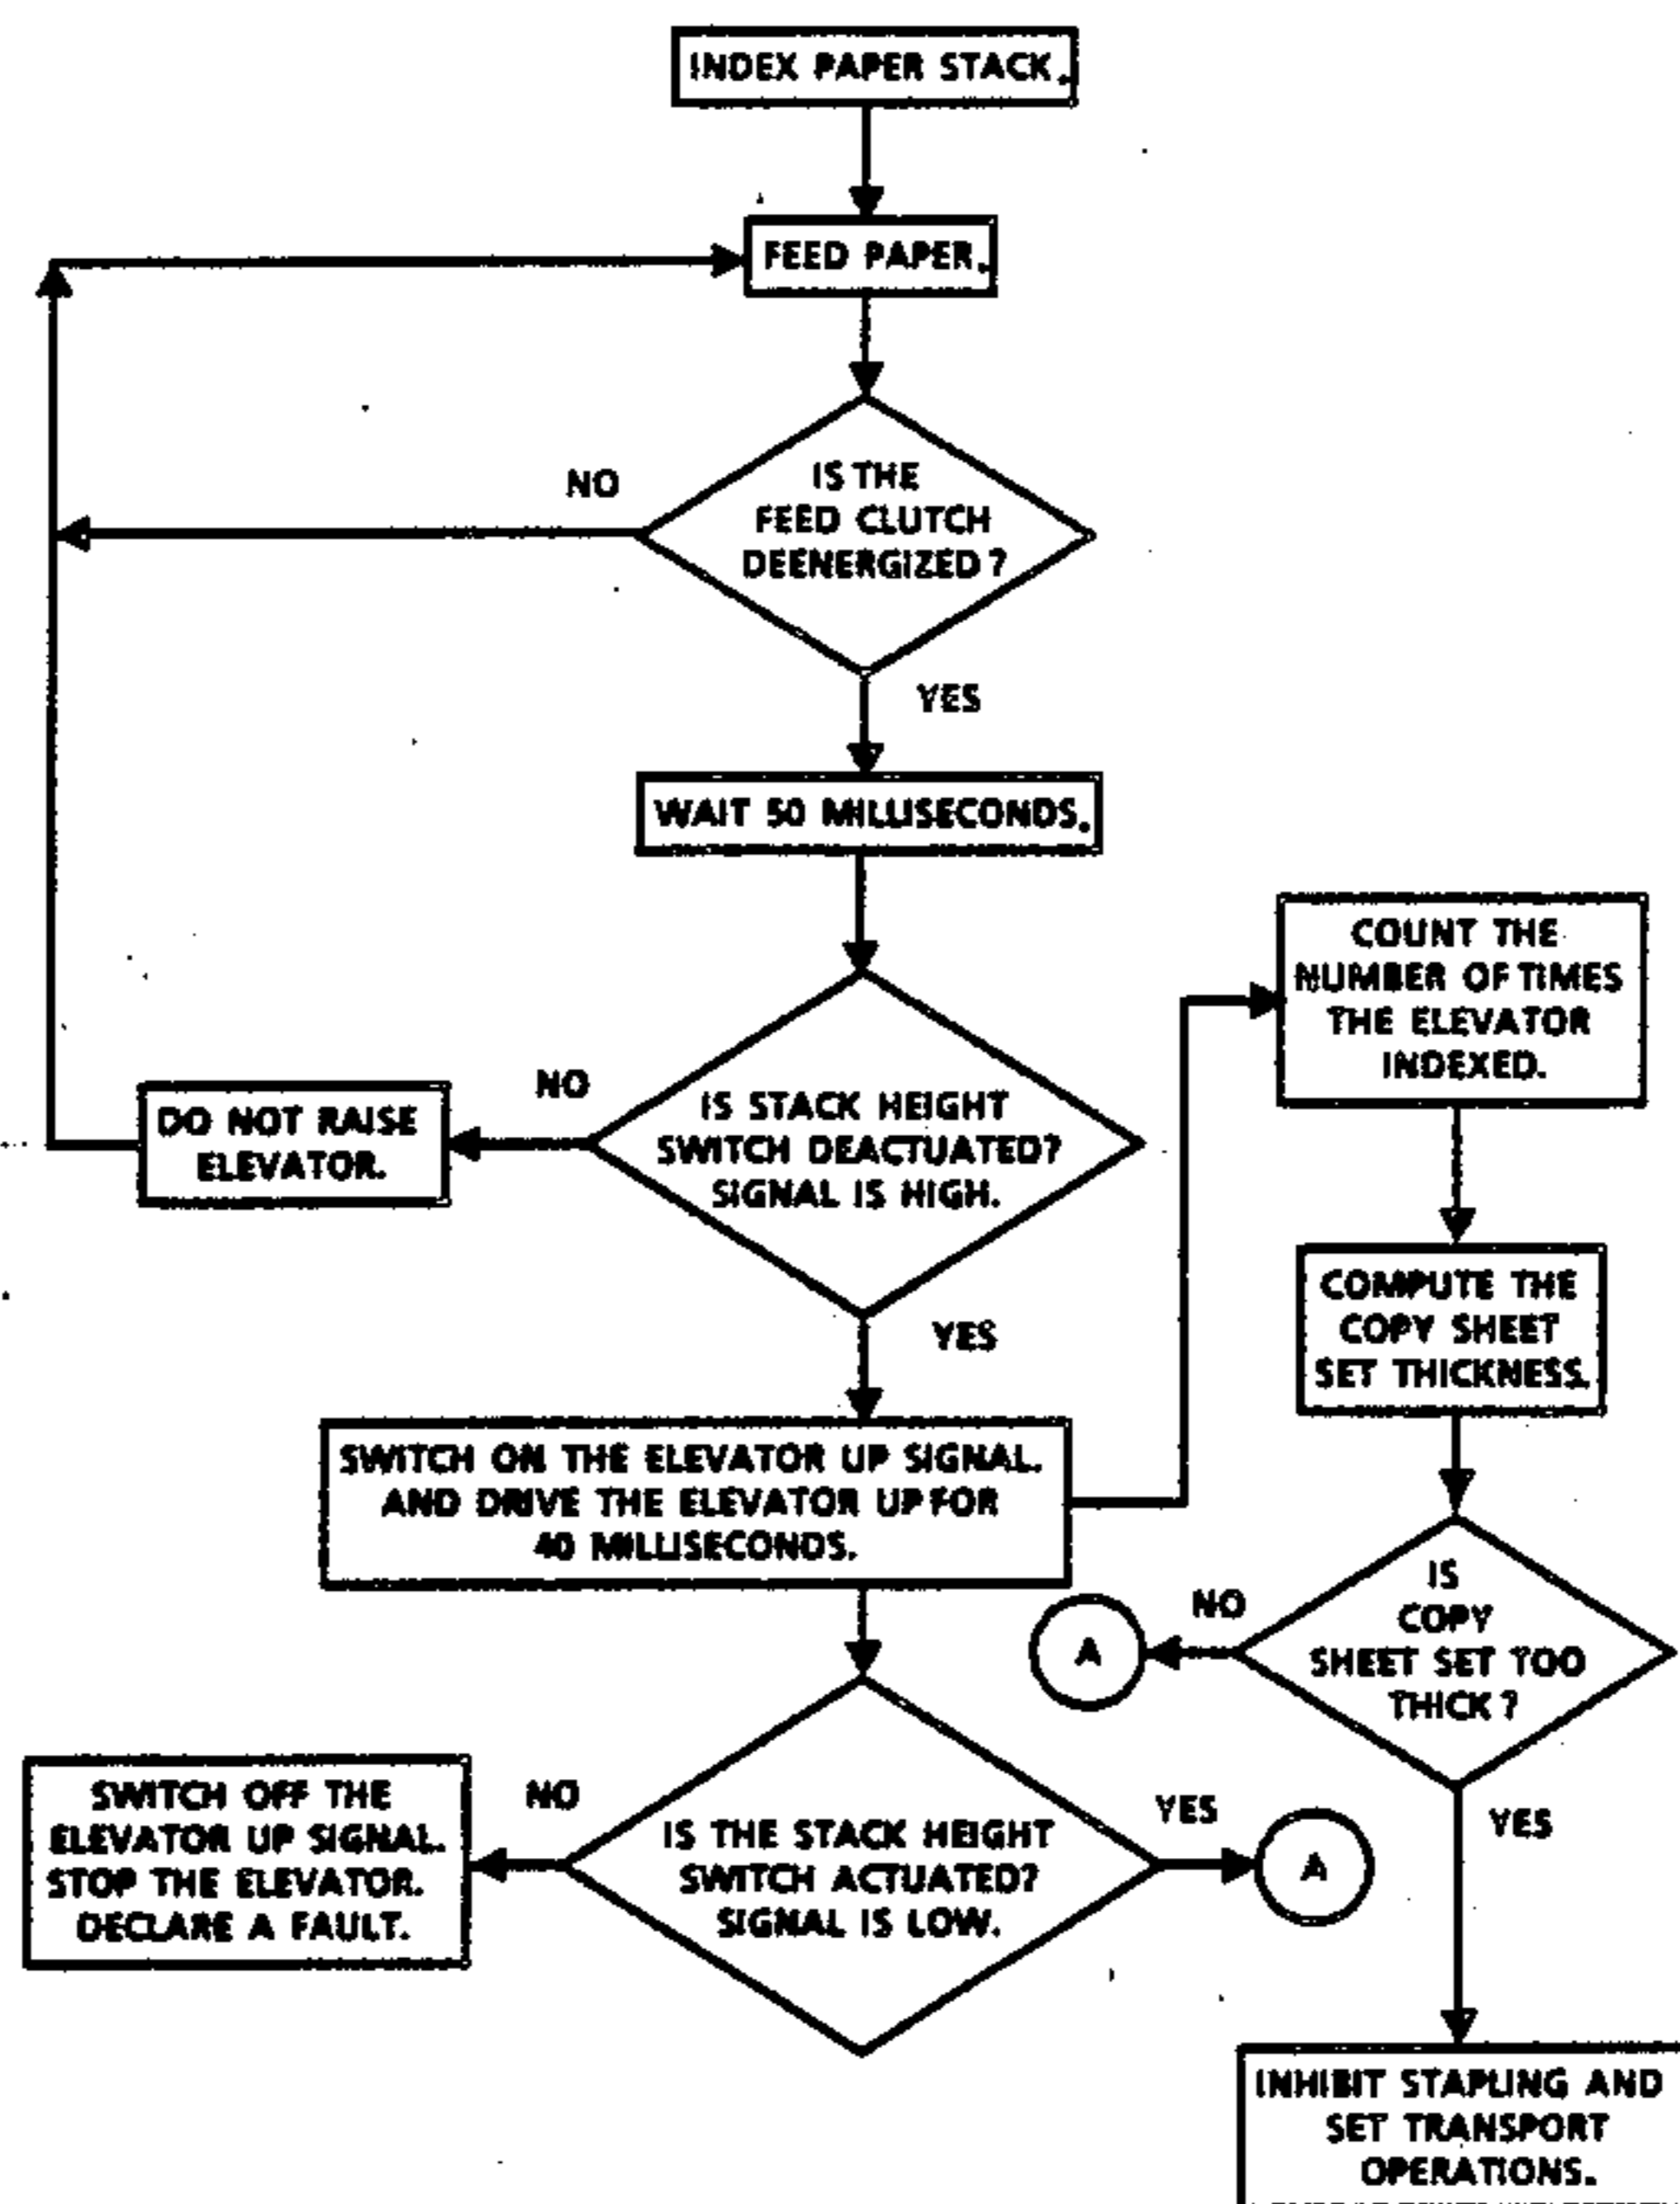 INDEX PAPER STACK.
FEED PAPER.
IS THE
FEED CLUTCH
DEENERGIZED?
NO
YES
WAIT 50 MILLISECONDS.
IS STACK HEIGHT
SWITCH DEACTUATED?
SIGNAL IS HIGH.
NO
DO NOT RAISE
ELEVATOR.
YES
SWITCH ON THE ELEVATOR UP SIGNAL.
AND DRIVE THE ELEVATOR UP FOR
40 MILLISECONDS.
COUNT THE
NUMBER OF TIMES
THE ELEVATOR
INDEXED.
COMPUTE THE
COPY SHEET
SET THICKNESS.
IS
COPY
SHEET SET TOO
THICK?
NO
A
YES
INHIBIT STAPLING AND
SET TRANSPORT
OPERATIONS.
IS THE STACK HEIGHT
SWITCH ACTUATED?
SIGNAL IS LOW.
YES
A
NO
SWITCH OFF THE
ELEVATOR UP SIGNAL.
STOP THE ELEVATOR.
DECLARE A FAULT.